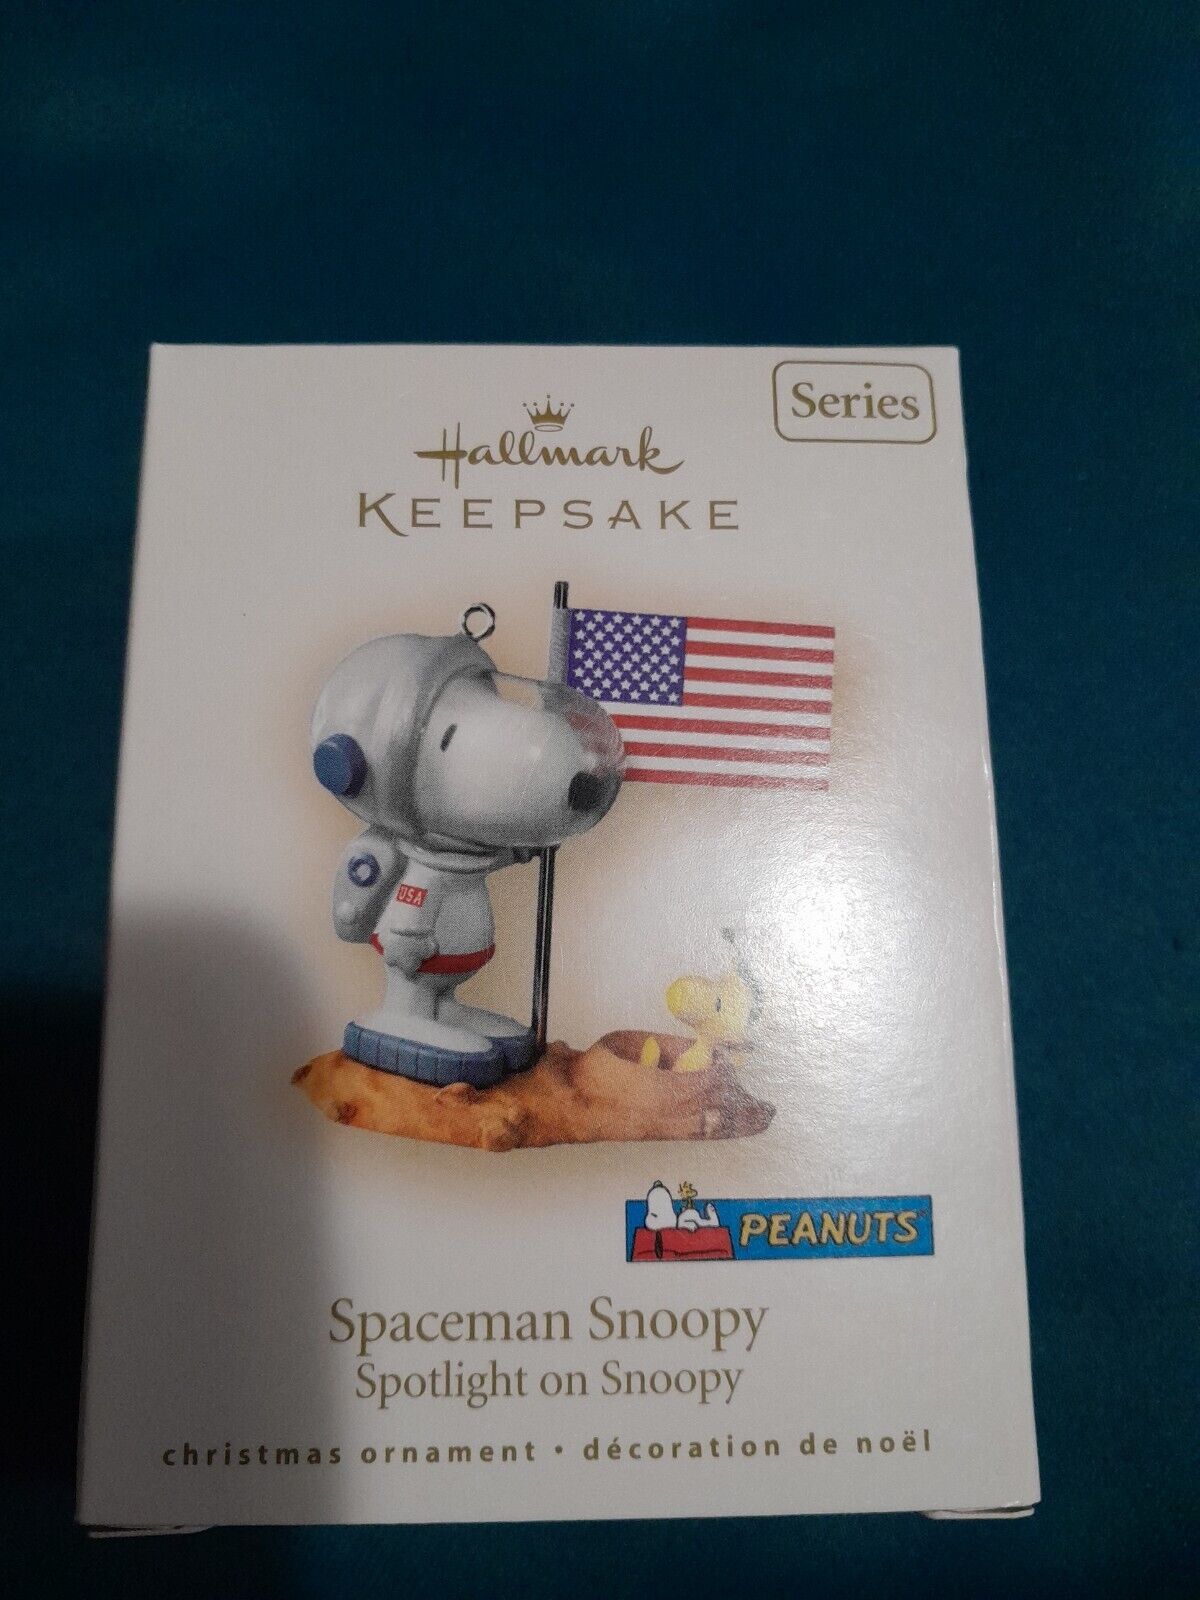 Series
Hallmark
KEEPSAKE
USA
PEANUTS
Spaceman Snoopy
Spotlight on Snoopy
christmas ornament • décoration de noël